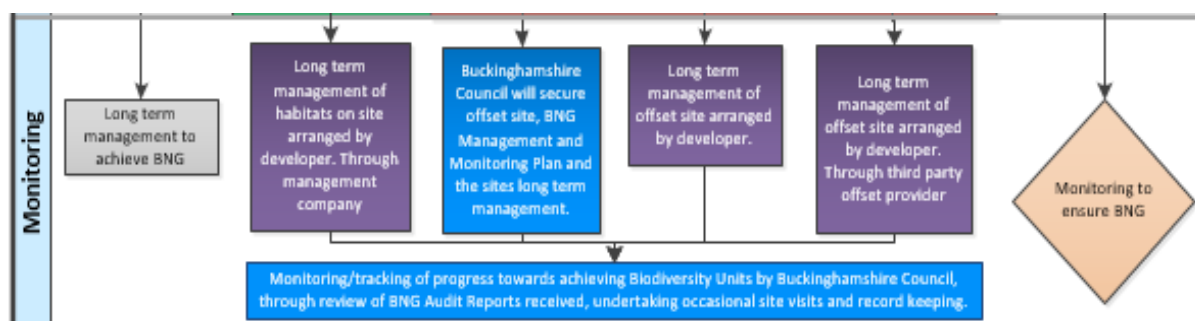 Monitoring
Long term
management to
achieve BNG
Long term
management of
habitats on site
arranged by
developer. Through
management
company
Buckinghamshire
Council will secure
offset site, BNG
Management and
Monitoring Plan and
the sites long term
management.
Long term
management of
offset site arranged
by developer.
Long term
management of
offset site arranged
by developer.
Through third party
offset provider
Monitoring to
ensure BNG
Monitoring/tracking of progress towards achieving Biodiversity Units by Buckinghamshire Council,
through review of BNG Audit Reports received, undertaking occasional site visits and record keeping.